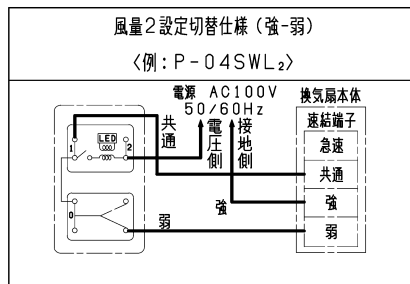 風量2設定切替仕様（強-弱）
〈例：P-04SWL₂〉
電源 AC100V
50/60Hz
換気扇本体
速結端子
共通
電圧側
接地側
急速
共通
強
弱
LED
1
2
0
弱
強